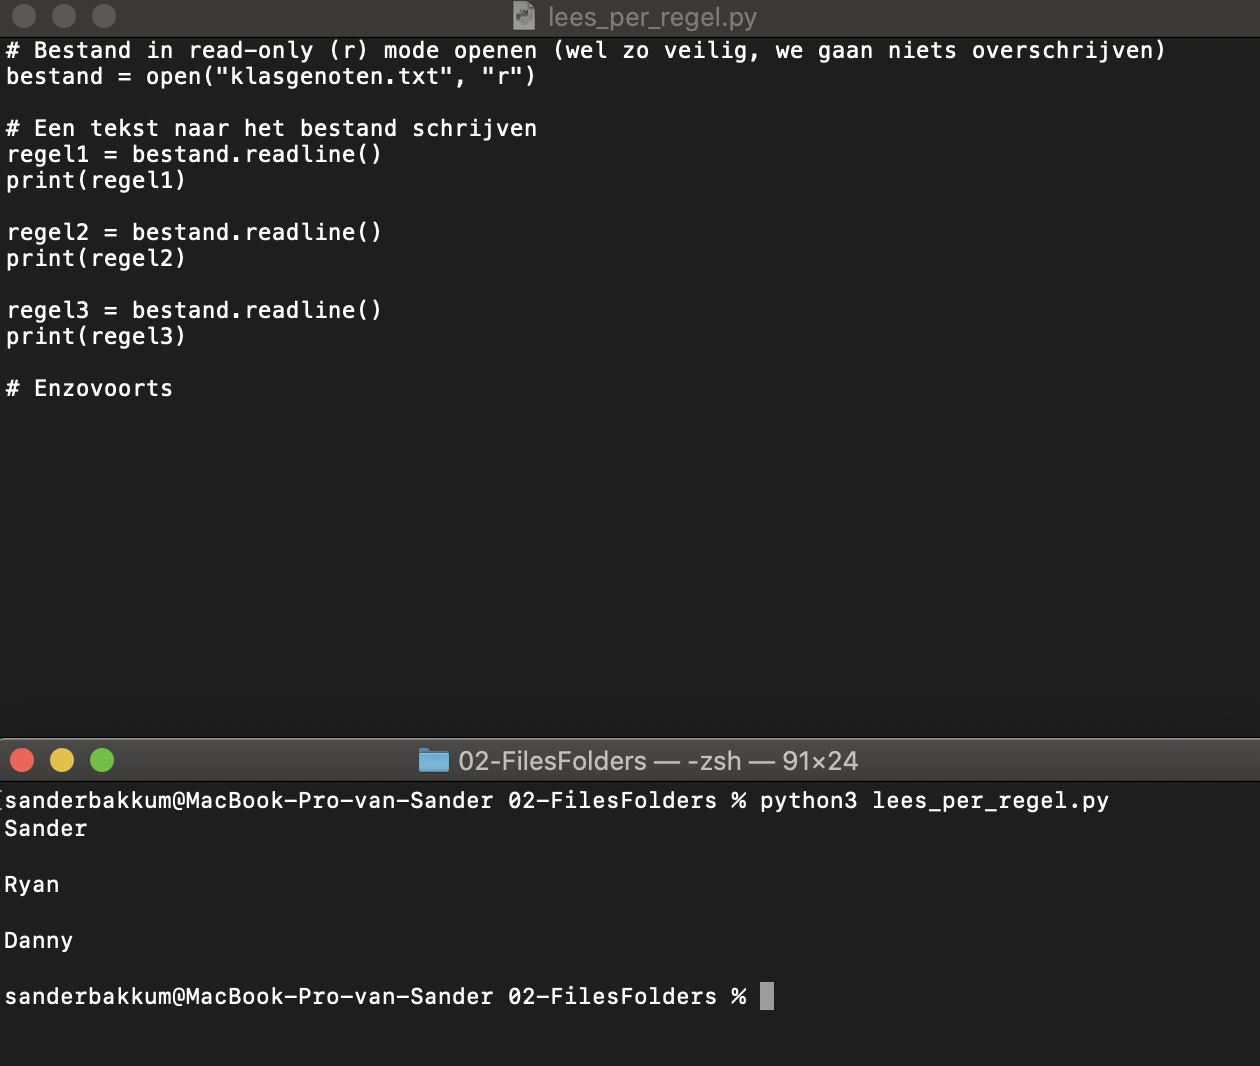 lees_per_regel.py
# Bestand in read-only (r) mode openen (wel zo veilig, we gaan niets overschrijven)
bestand = open("klasgenoten.txt", "r")
# Een tekst naar het bestand schrijven
regel1 = bestand.readline()
print(regel1)
regel2 = bestand.readline()
print(regel2)
regel3 = bestand.readline()
print(regel3)
# Enzovoorts
02-FilesFolders — -zsh — 91×24
sanderbakkum@MacBook-Pro-van-Sander 02-FilesFolders % python3 lees_per_regel.py
Sander
Ryan
Danny
sanderbakkum@MacBook-Pro-van-Sander 02-FilesFolders %